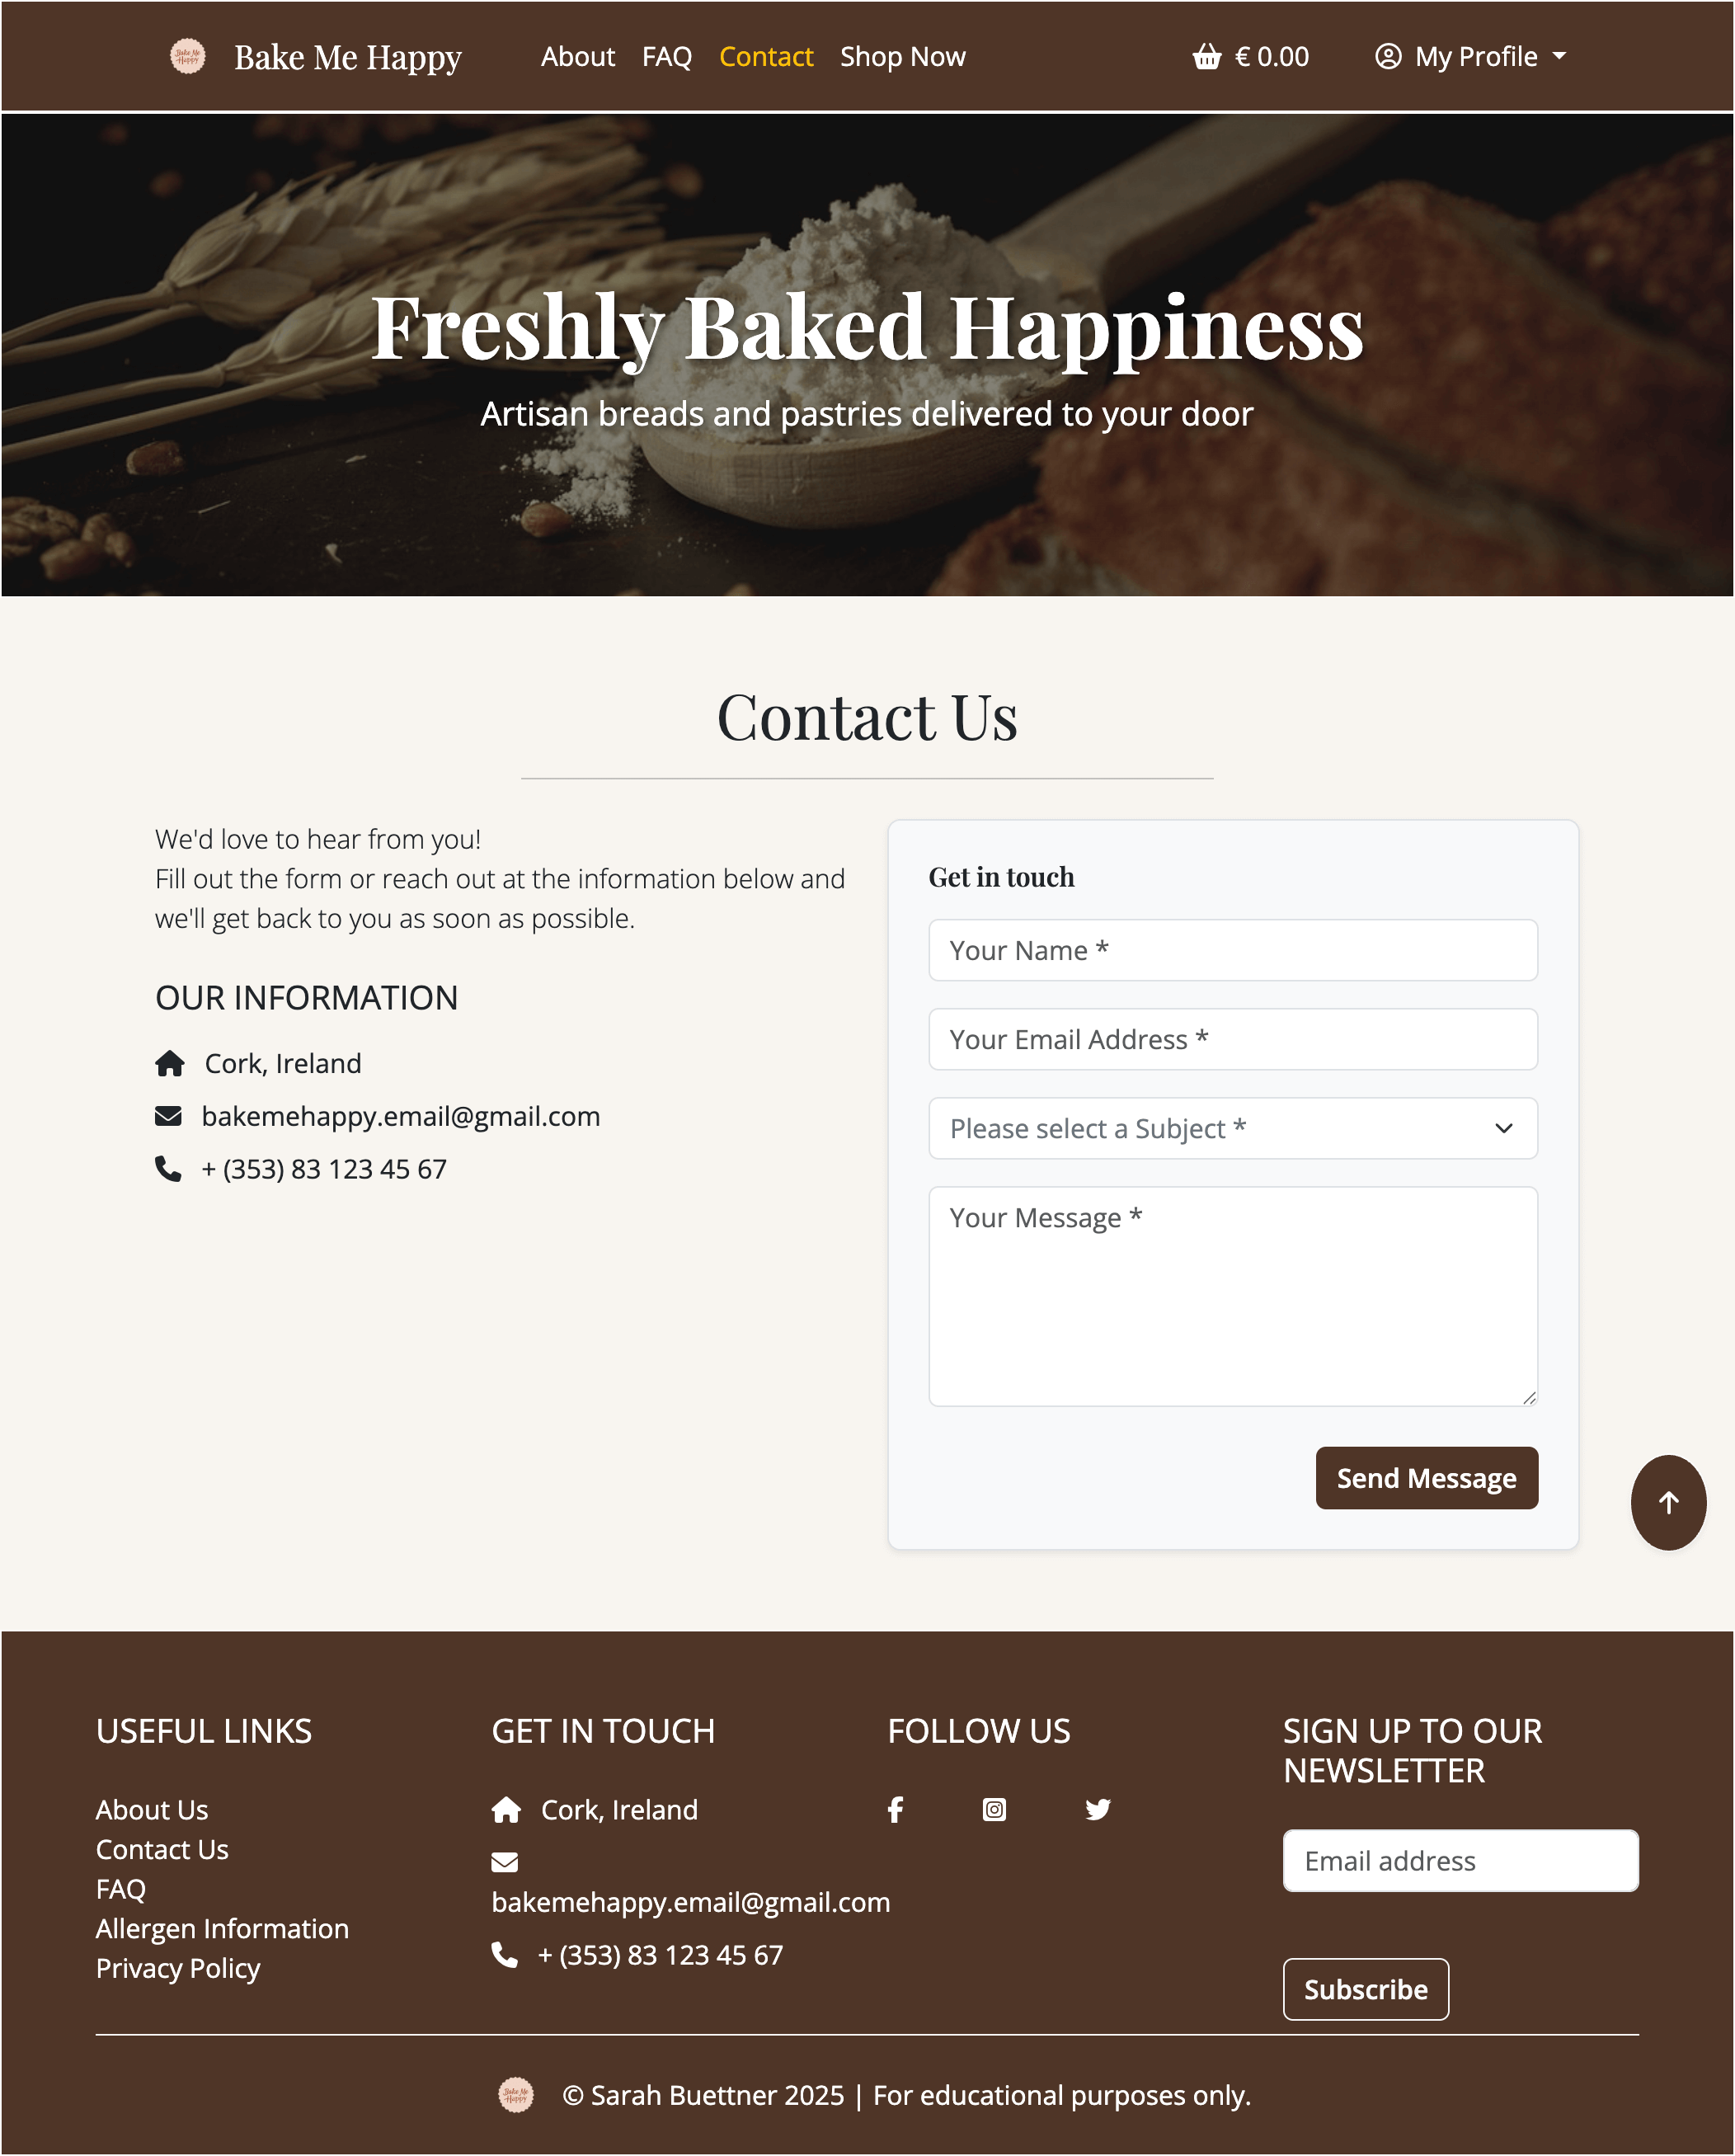 Bake Me Happy
Bake Me Happy About FAQ Contact Shop Now € 0.00 My Profile
Freshly Baked Happiness
Artisan breads and pastries delivered to your door
Contact Us
We'd love to hear from you!
Fill out the form or reach out at the information below and
we'll get back to you as soon as possible.
OUR INFORMATION
Cork, Ireland
bakemehappy.email@gmail.com
+ (353) 83 123 45 67
Get in touch
Your Name *
Your Email Address *
Please select a Subject *
Your Message *
Send Message
USEFUL LINKS
About Us
Contact Us
FAQ
Allergen Information
Privacy Policy
GET IN TOUCH
Cork, Ireland
bakemehappy.email@gmail.com
+ (353) 83 123 45 67
FOLLOW US
SIGN UP TO OUR
NEWSLETTER
Email address
Subscribe
Bake Me Happy
© Sarah Buettner 2025 | For educational purposes only.